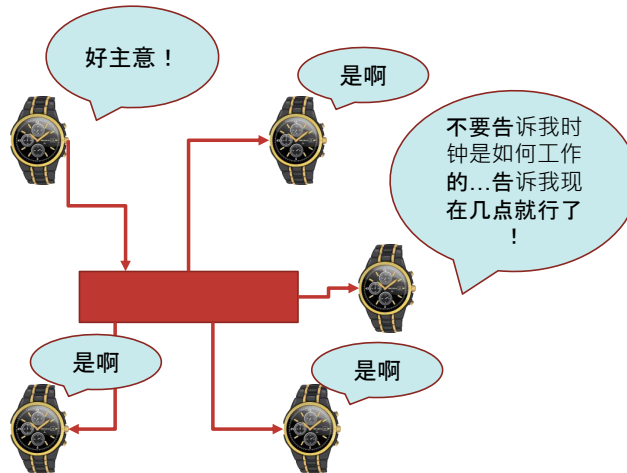 好主意！
是啊
不要告诉我时
钟是如何工作
的...告诉我现
在几点就行了
！
是啊
是啊